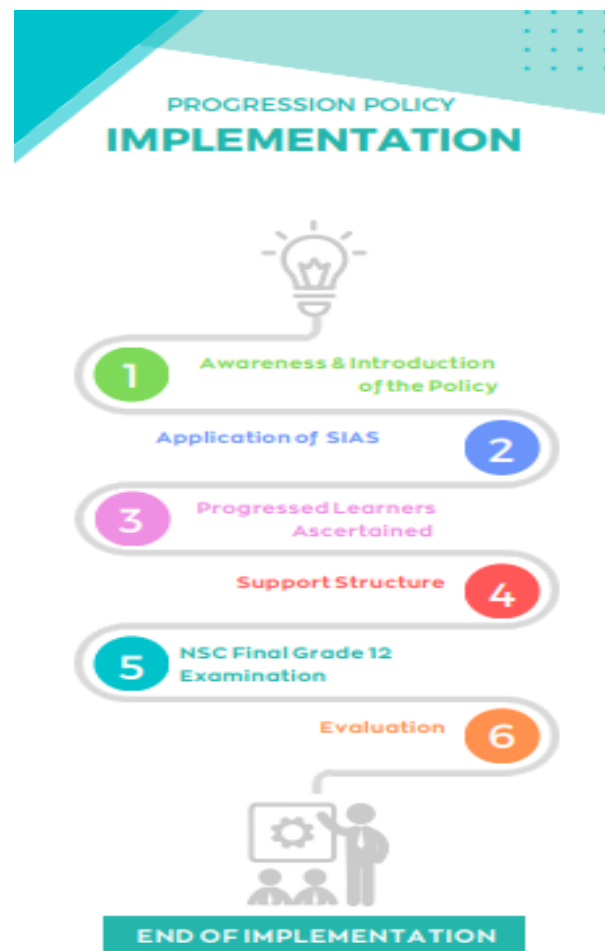 PROGRESSION POLICY
IMPLEMENTATION
1
Awareness & Introduction
of the Policy
Application of SIAS
2
3
Progressed Learners
Ascertained
Support Structure
4
5
NSC Final Grade 12
Examination
Evaluation
6
END OF IMPLEMENTATION